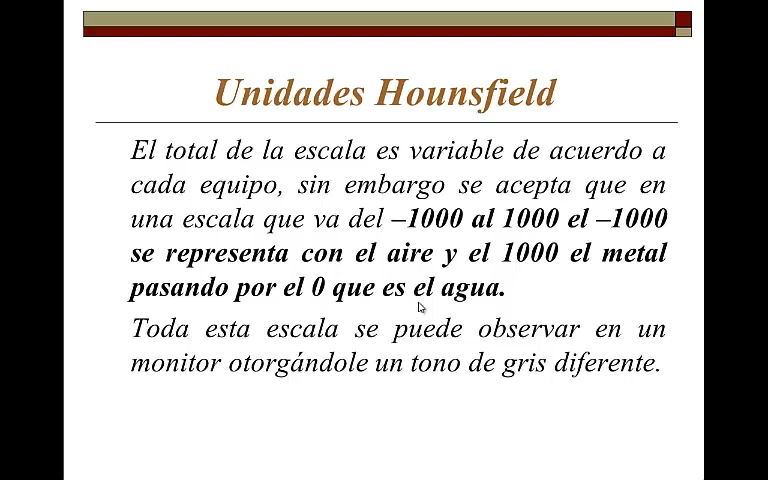 Unidades Hounsfield
El total de la escala es variable de acuerdo a
cada equipo, sin embargo se acepta que en
una escala que va del –1000 al 1000 el –1000
se representa con el aire y el 1000 el metal
pasando por el 0 que es el agua.
Toda esta escala se puede observar en un
monitor otorgándole un tono de gris diferente.